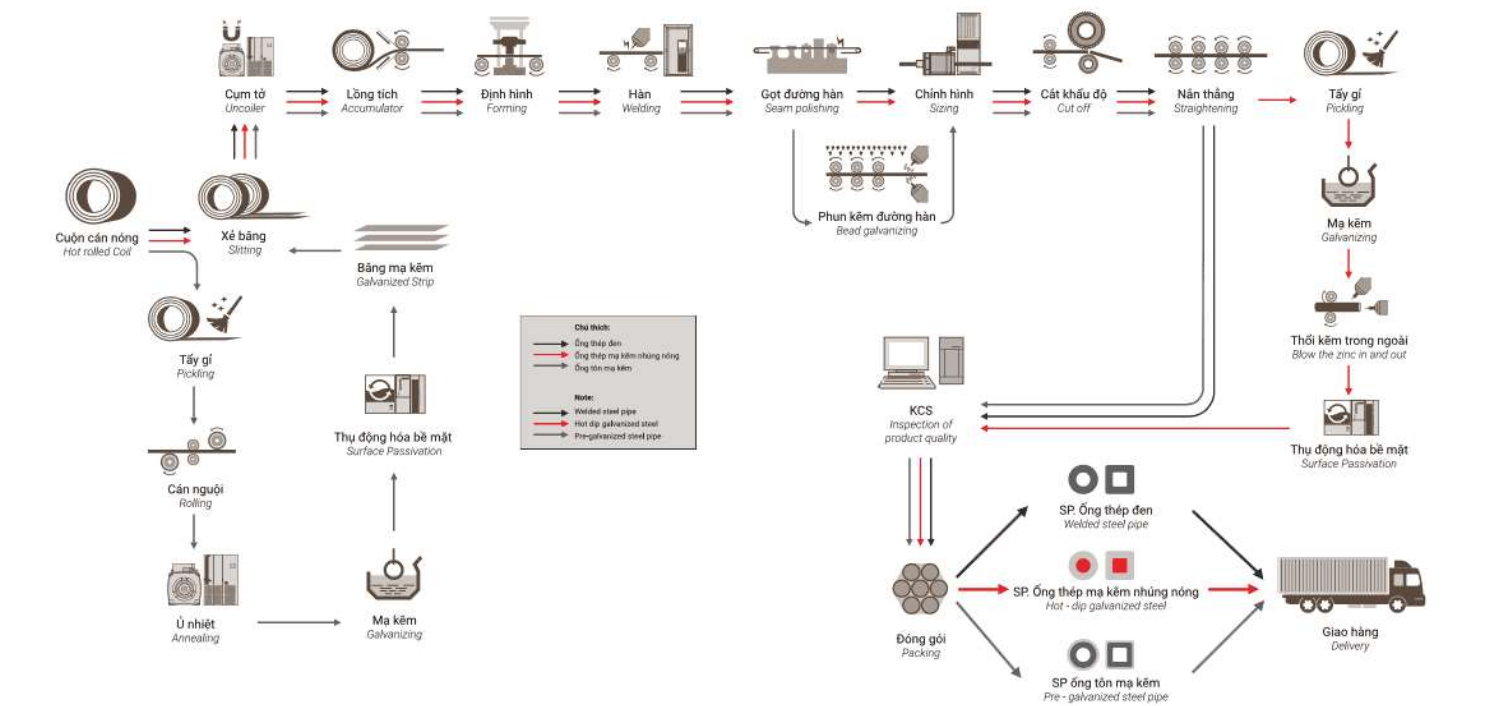 Cụm tở
Uncoiler
Lồng tích
Accumulator
Định hình
Forming
Hàn
Welding
Gọt đường hàn
Seam polishing
Chỉnh hình
Sizing
Cắt khẩu độ
Cut off
Nắn thẳng
Straightening
Tẩy gỉ
Pickling
Phun kẽm đường hàn
Bead galvanizing
Cuộn cán nóng
Hot rolled Coil
Xẻ băng
Slitting
Băng mạ kẽm
Galvanized Strip
Mạ kẽm
Galvanizing
Thổi kẽm trong ngoài
Blow the zinc in and out
Tẩy gỉ
Pickling
Chú thích:
Ống thép đen
Ống thép mạ kẽm nhúng nóng
Ống tôn mạ kẽm
Note:
Welded steel pipe
Hot dip galvanized steel
Pre-galvanized steel pipe
KCS
Inspection of
product quality
Thụ động hóa bề mặt
Surface Passivation
Thụ động hóa bề mặt
Surface Passivation
Cán nguội
Rolling
SP. Ống thép đen
Welded steel pipe
SP. Ống thép mạ kẽm nhúng nóng
Hot - dip galvanized steel
Ủ nhiệt
Annealing
Mạ kẽm
Galvanizing
Đóng gói
Packing
Giao hàng
Delivery
SP ống tôn mạ kẽm
Pre - galvanized steel pipe